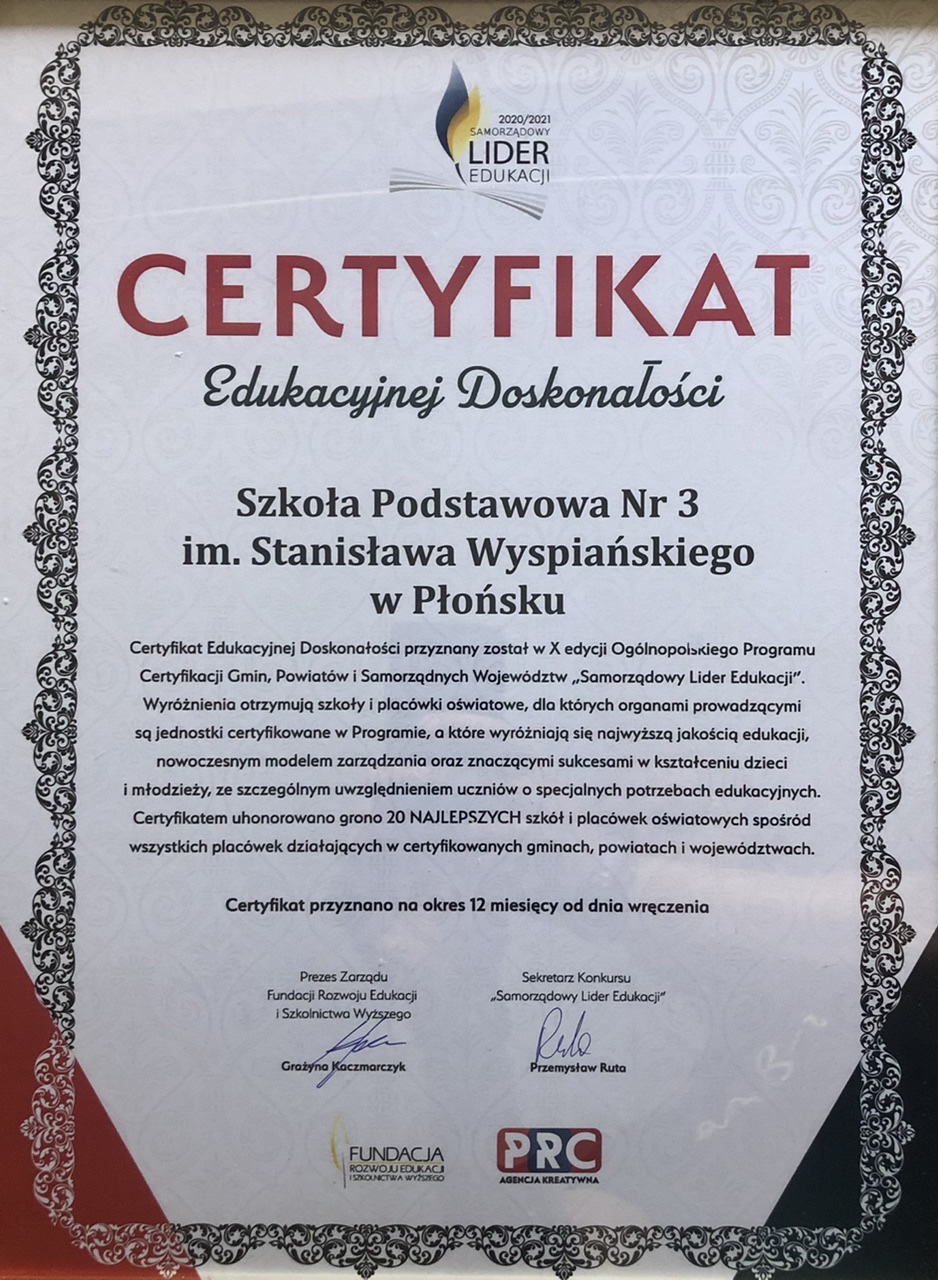 2020/2021
SAMORZĄDOWY
LIDER
EDUKACJI
CERTYFIKAT
Edukacyjnej Doskonałości
Szkoła Podstawowa Nr 3
im. Stanisława Wyspiańskiego
w Płońsku
Certyfikat Edukacyjnej Doskonałości przyznany został w X edycji Ogólnopolskiego Programu
Certyfikacji Gmin, Powiatów i Samorządnych Województw „Samorządowy Lider Edukacji”.
Wyróżnienia otrzymują szkoły i placówki oświatowe, dla których organami prowadzącymi
są jednostki certyfikowane w Programie, a które wyróżniają się najwyższą jakością edukacji,
nowoczesnym modelem zarządzania oraz znaczącymi sukcesami w kształceniu dzieci
i młodzieży, ze szczególnym uwzględnieniem uczniów o specjalnych potrzebach edukacyjnych.
Certyfikatem uhonorowano grono 20 NAJLEPSZYCH szkół i placówek oświatowych spośród
wszystkich placówek działających w certyfikowanych gminach, powiatach i województwach.
Certyfikat przyznano na okres 12 miesięcy od dnia wręczenia
Prezes Zarządu
Fundacji Rozwoju Edukacji
i Szkolnictwa Wyższego
Grażyna Kaczmarczyk
Sekretarz Konkursu
„Samorządowy Lider Edukacji”
Ruta
Przemysław Ruta
FUNDACJA
ROZWOJU EDUKACJI
I SZKOLNICTWA WYŻSZEGO
PRC
AGENCJA KREATYWNA